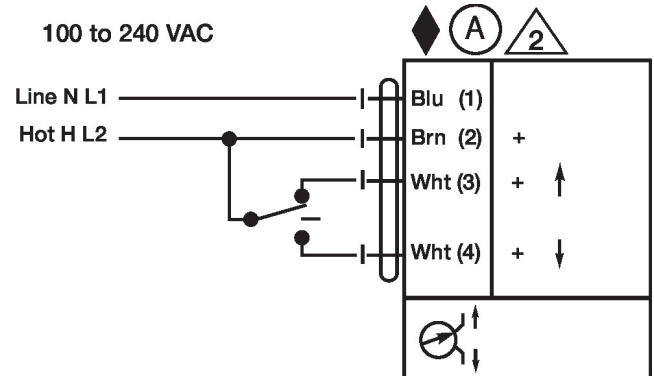 100 to 240 VAC
A
2
Line N L1
Blu (1)
Hot H L2
Brn (2) +
Wht (3) +
Wht (4) +